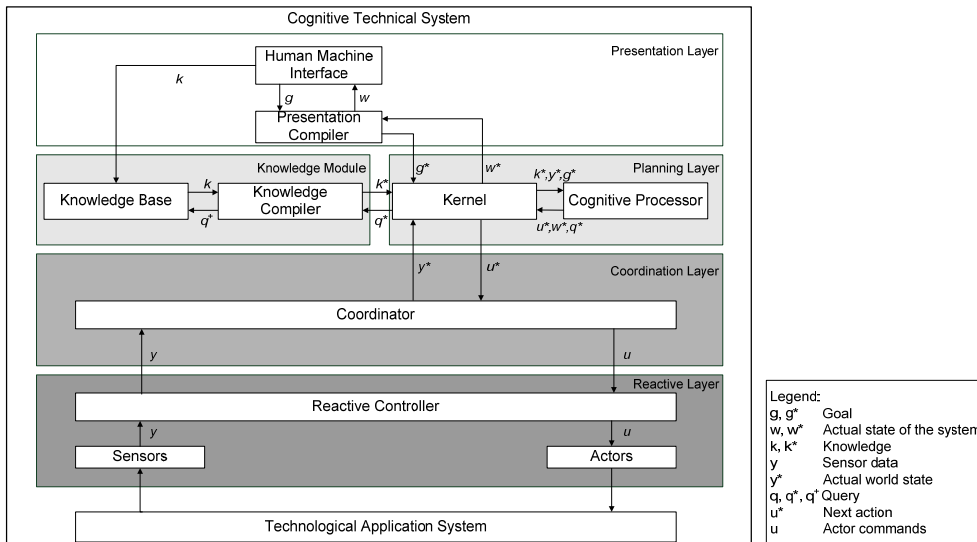 Cognitive Technical System
Presentation Layer
Human Machine
Interface
k
g
w
Presentation
Compiler
g*
w*
Knowledge Module
Planning Layer
Knowledge Base
k
q⁺
Knowledge
Compiler
k*
q*
Kernel
k*,y*,g*
u*,w*,q*
Cognitive Processor
y*
u*
Coordination Layer
Coordinator
y
u
Reactive Layer
Reactive Controller
y
u
Sensors
Actors
Technological Application System
Legend:
g, g* Goal
w, w* Actual state of the system
k, k* Knowledge
y Sensor data
y* Actual world state
q, q*, q⁺ Query
u* Next action
u Actor commands